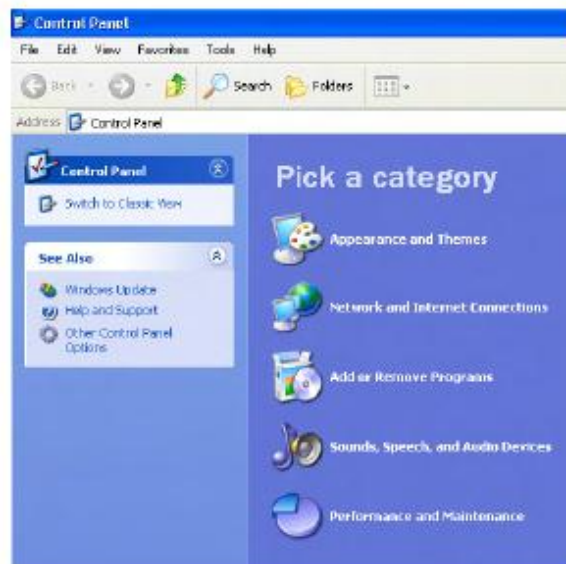 Control Panel
File Edit View Favorites Tools Help
Back Search Folders
Address Control Panel
Control Panel
Switch to Classic View
See Also
Windows Update
Help and Support
Other Control Panel
Options
Pick a category
Appearance and Themes
Network and Internet Connections
Add or Remove Programs
Sounds, Speech, and Audio Devices
Performance and Maintenance